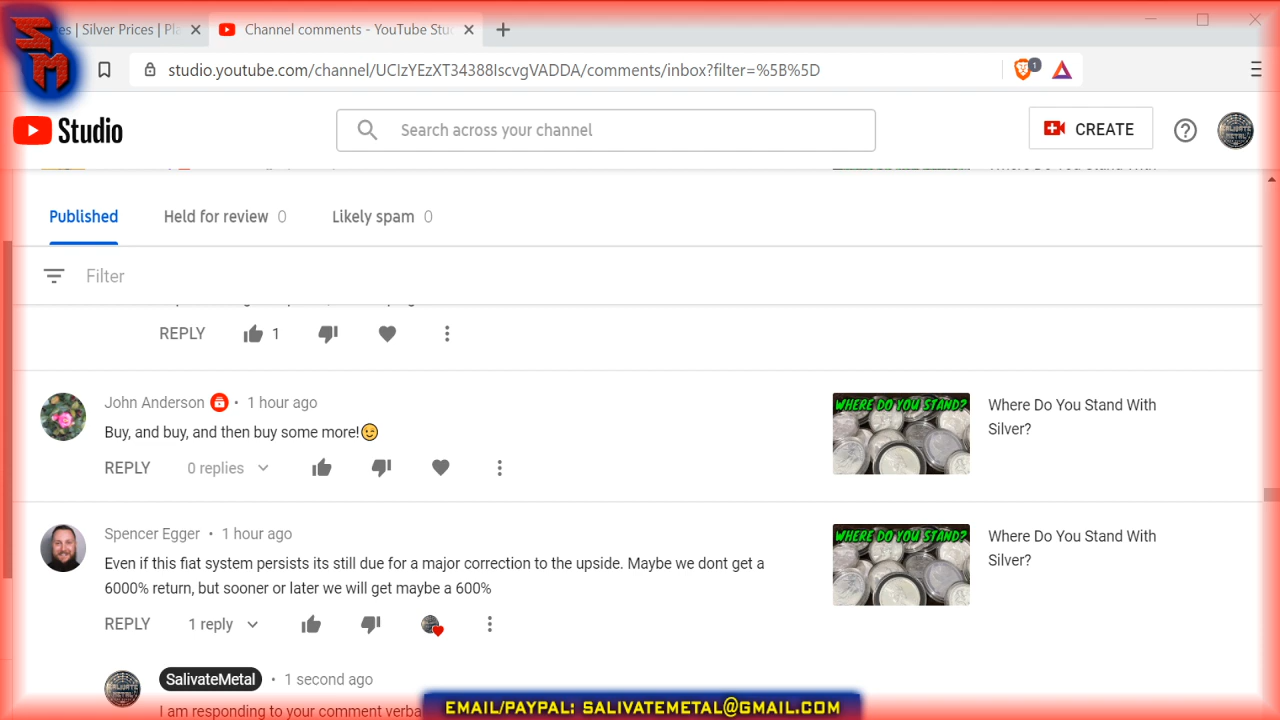 SM
es | Silver Prices | Pla
Channel comments - YouTube Stu
studio.youtube.com/channel/UCIzYEzXT34388IscvgVADDA/comments/inbox?filter=%5B%5D
1
Studio
Search across your channel
CREATE
SALIVATE METAL
Published
Held for review 0
Likely spam 0
Filter
REPLY 1
John Anderson • 1 hour ago
Buy, and buy, and then buy some more!😉
REPLY 0 replies
WHERE DO YOU STAND?
Where Do You Stand With
Silver?
Spencer Egger • 1 hour ago
Even if this fiat system persists its still due for a major correction to the upside. Maybe we dont get a
6000% return, but sooner or later we will get maybe a 600%
REPLY 1 reply
WHERE DO YOU STAND?
Where Do You Stand With
Silver?
SalivateMetal • 1 second ago
I am responding to your comment verba
EMAIL/PAYPAL: SALIVATEMETAL@GMAIL.COM